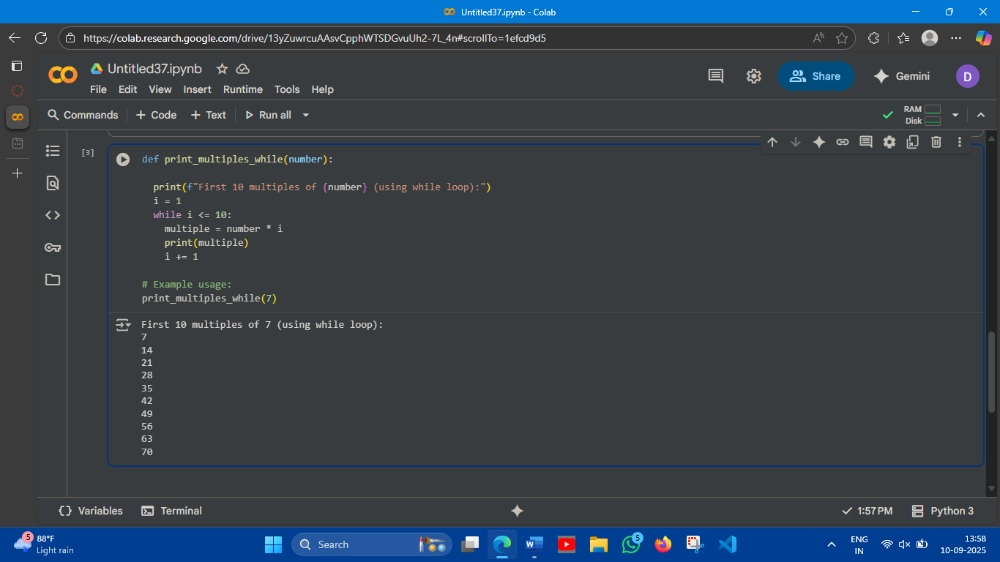 Untitled37.ipynb - Colab
https://colab.research.google.com/drive/13yZuwrcuAAsvCpphWTSDGvuUh2-7L_4n#scrollTo=1efcd9d5
Untitled37.ipynb
Share
Gemini
D
File Edit View Insert Runtime Tools Help
Commands + Code + Text Run all
RAM
Disk
[3]
def print_multiples_while(number):
print(f"First 10 multiples of {number} (using while loop):")
i = 1
while i <= 10:
multiple = number * i
print(multiple)
i += 1
# Example usage:
print_multiples_while(7)
First 10 multiples of 7 (using while loop):
7
14
21
28
35
42
49
56
63
70
{} Variables Terminal
1:57 PM Python 3
5
88°F
Light rain
Search
5
ENG
IN
13:58
10-09-2025